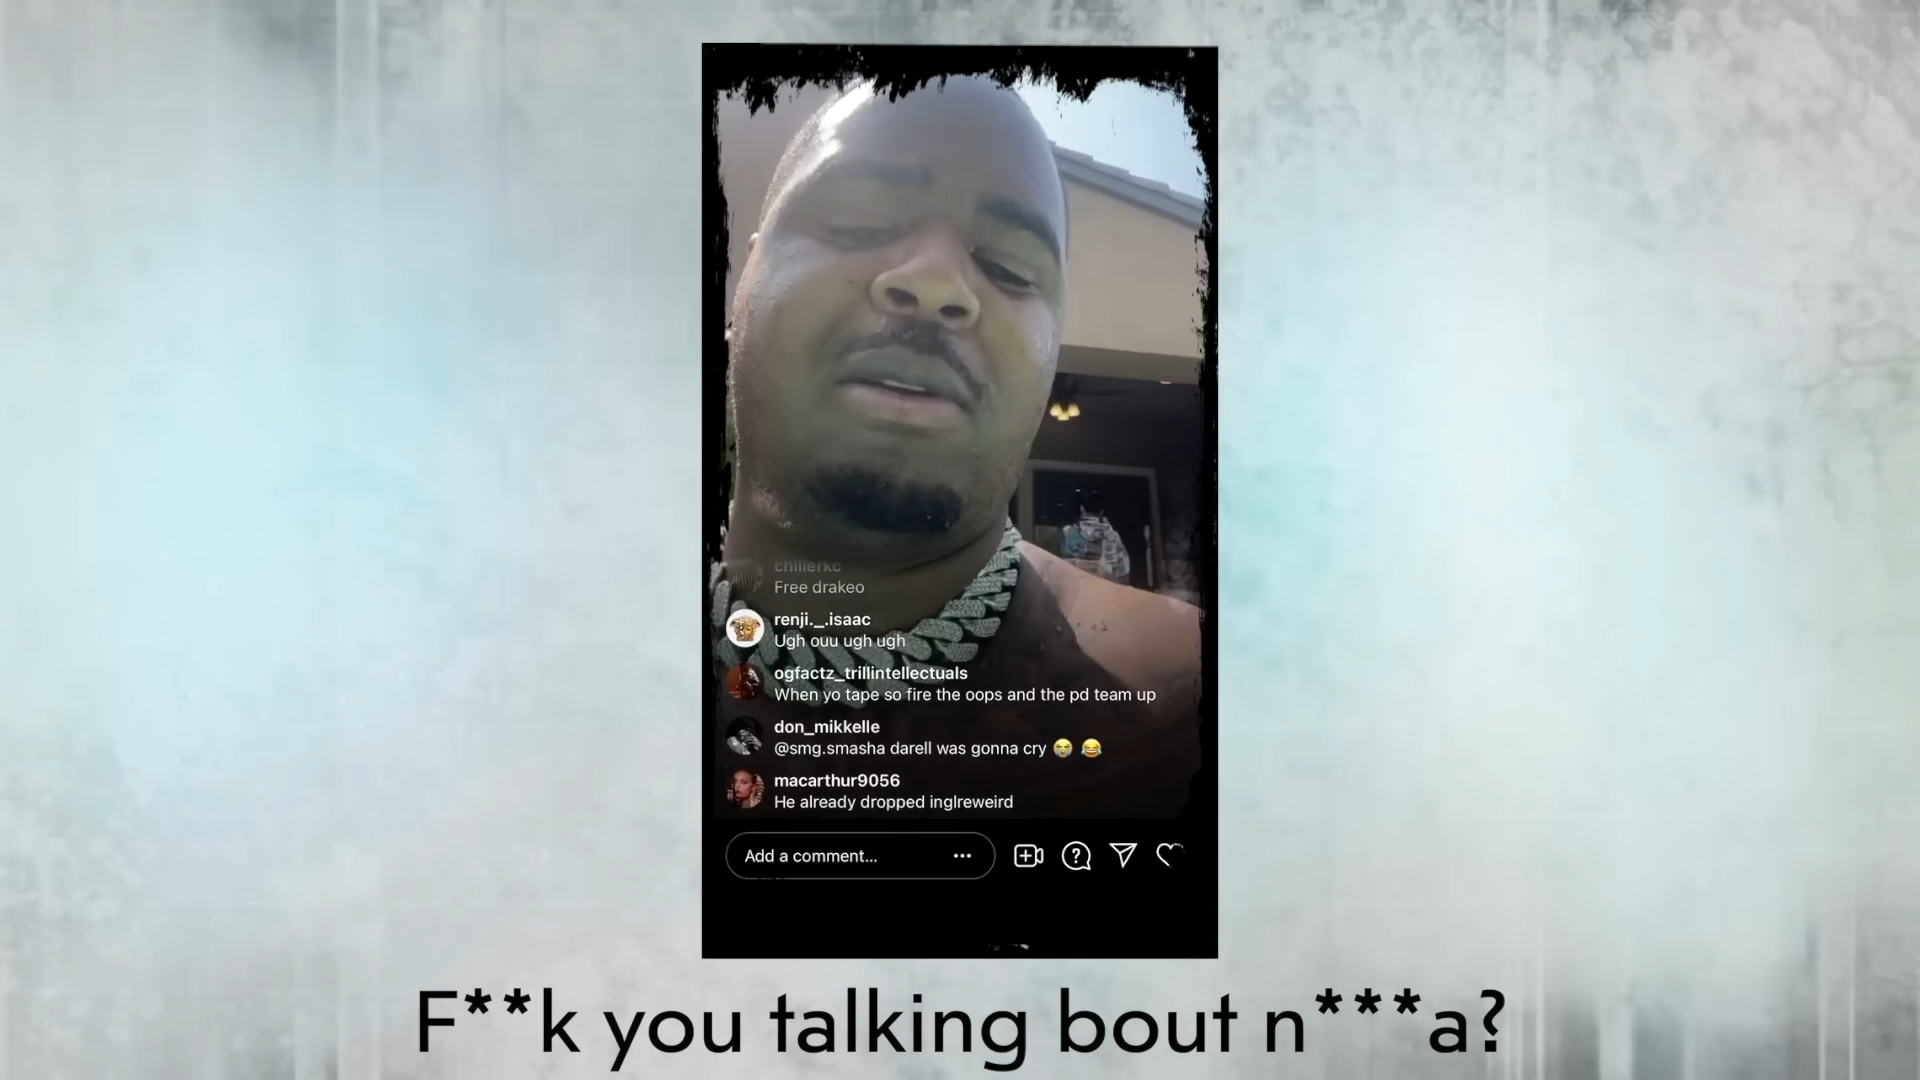 chillerkc
Free drakeo
renji._.isaac
Ugh ouu ugh ugh
ogfactz_trillintellectuals
When yo tape so fire the oops and the pd team up
don_mikkelle
@smg.smasha darell was gonna cry 😭 😂
macarthur9056
He already dropped inglreweird
Add a comment...
F**k you talking bout n***a?